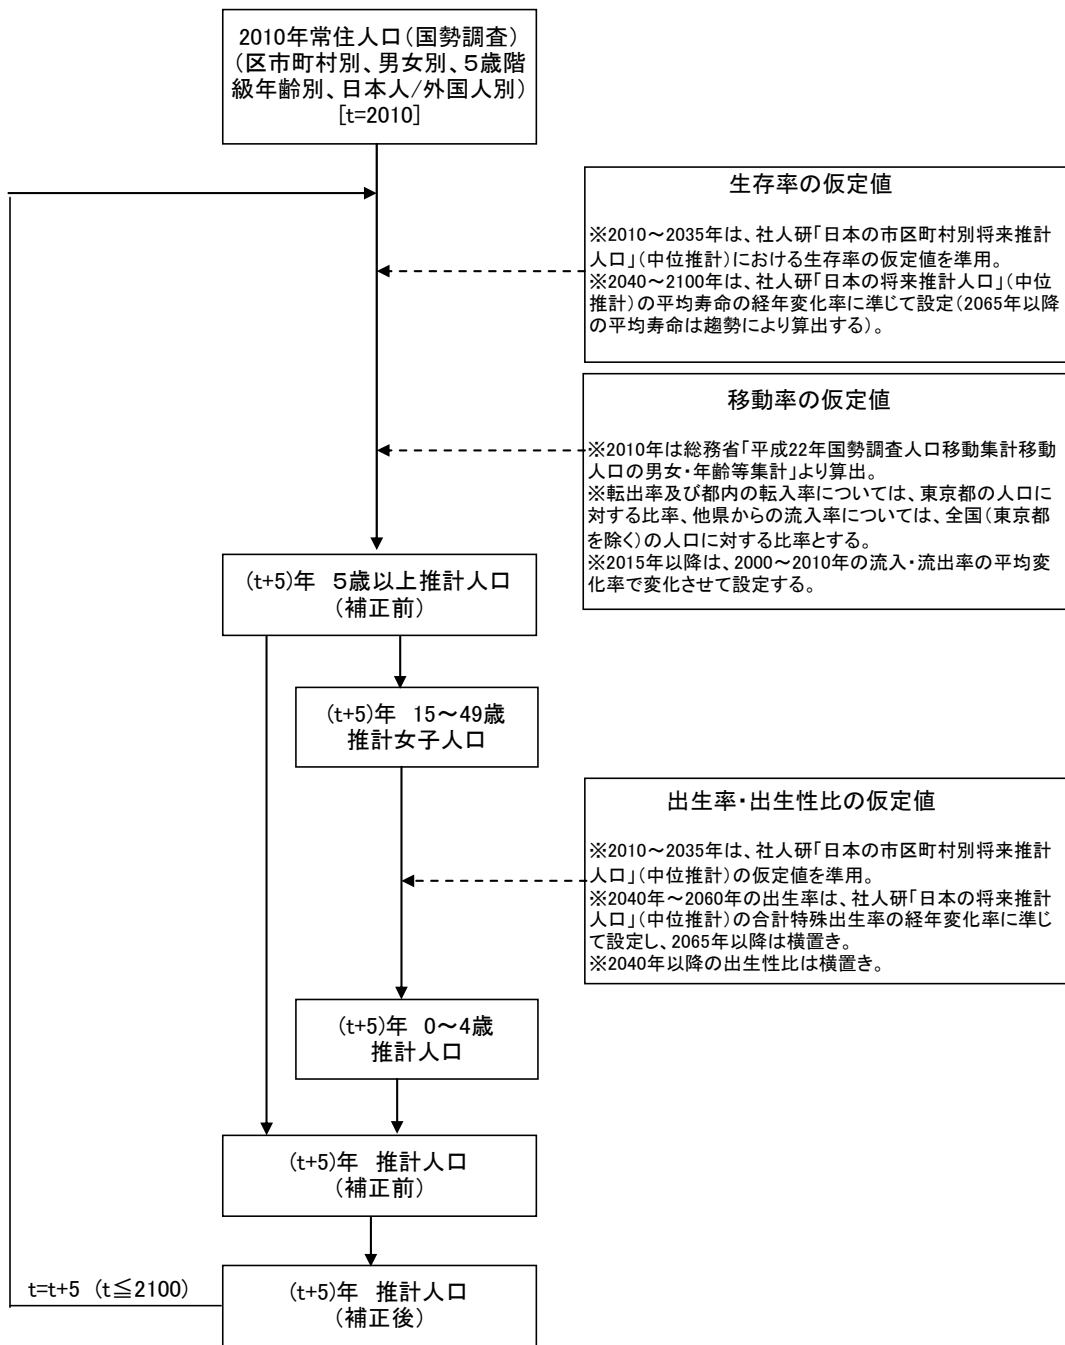 2010年常住人口（国勢調査）
（区市町村別、男女別、５歳階
級年齢別、日本人/外国人別）
[t=2010]
生存率の仮定値
※2010～2035年は、社人研「日本の市区町村別将来推計
人口」（中位推計）における生存率の仮定値を準用。
※2040～2100年は、社人研「日本の将来推計人口」（中位
推計）の平均寿命の経年変化率に準じて設定（2065年以降
の平均寿命は趨勢により算出する）。
移動率の仮定値
※2010年は総務省「平成22年国勢調査人口移動集計移動
人口の男女・年齢等集計」より算出。
※転出率及び都内の転入率については、東京都の人口に
対する比率、他県からの流入率については、全国（東京都
を除く）の人口に対する比率とする。
※2015年以降は、2000～2010年の流入・流出率の平均変
化率で変化させて設定する。
(t+5)年　５歳以上推計人口
（補正前）
(t+5)年　15～49歳
推計女子人口
出生率・出生性比の仮定値
※2010～2035年は、社人研「日本の市区町村別将来推計
人口」（中位推計）の仮定値を準用。
※2040年～2060年の出生率は、社人研「日本の将来推計
人口」（中位推計）の合計特殊出生率の経年変化率に準じ
て設定し、2065年以降は横置き。
※2040年以降の出生性比は横置き。
(t+5)年　0～4歳
推計人口
(t+5)年　推計人口
（補正前）
t=t+5 （t≦2100）
(t+5)年　推計人口
（補正後）